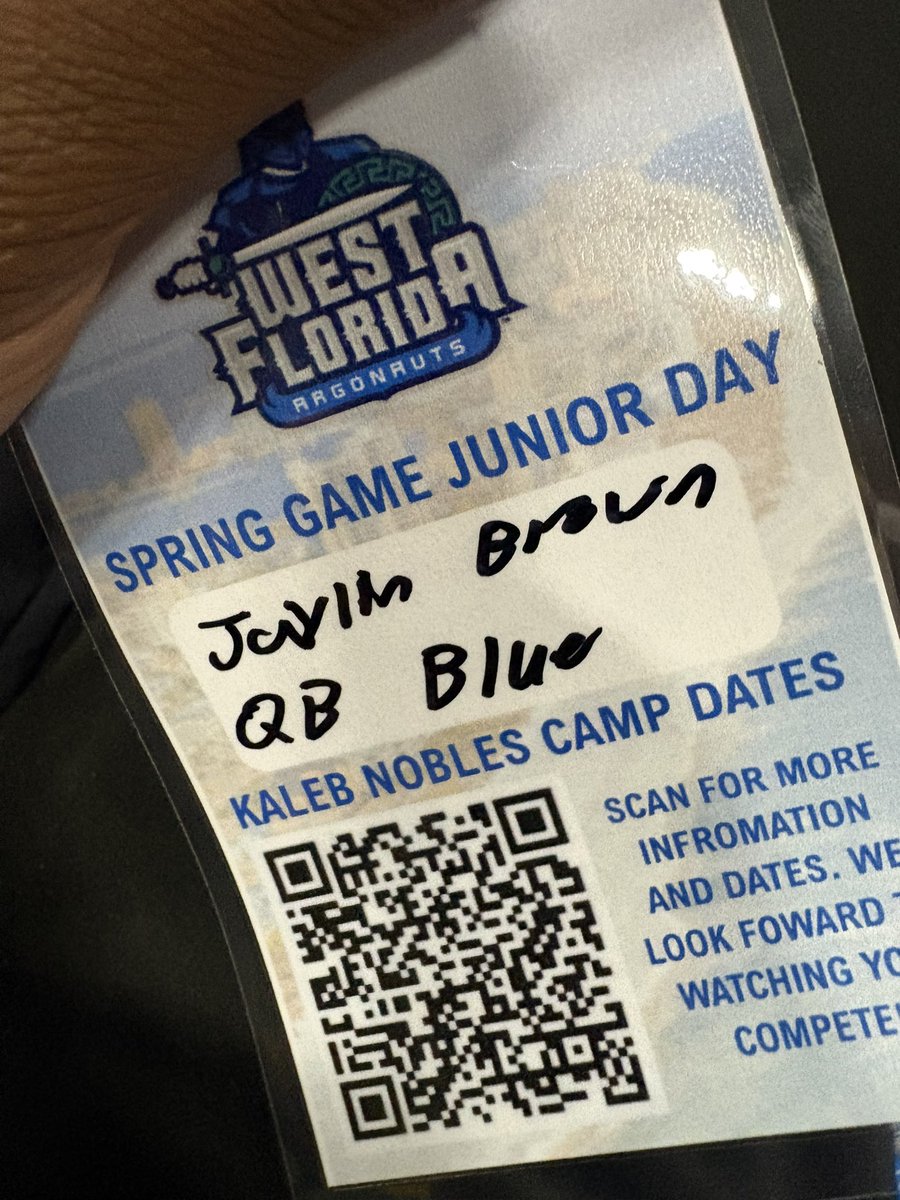 WEST
FLORIDA
ARGONAUTS
SPRING GAME JUNIOR DAY
Brown
QB Blue
KALEB NOBLES CAMP DATES
SCAN FOR MORE
INFROMATION
AND DATES. WE
LOOK FOWARD
WATCHING
COMPETE